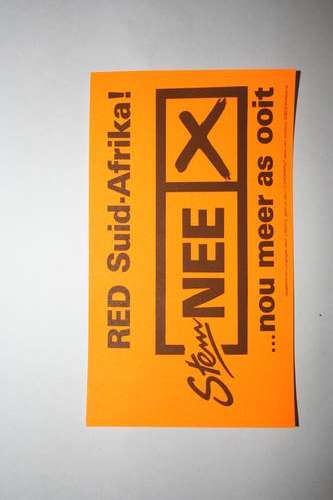 RED Suid-Afrika!
Stem NEE X
...nou meer as ooit